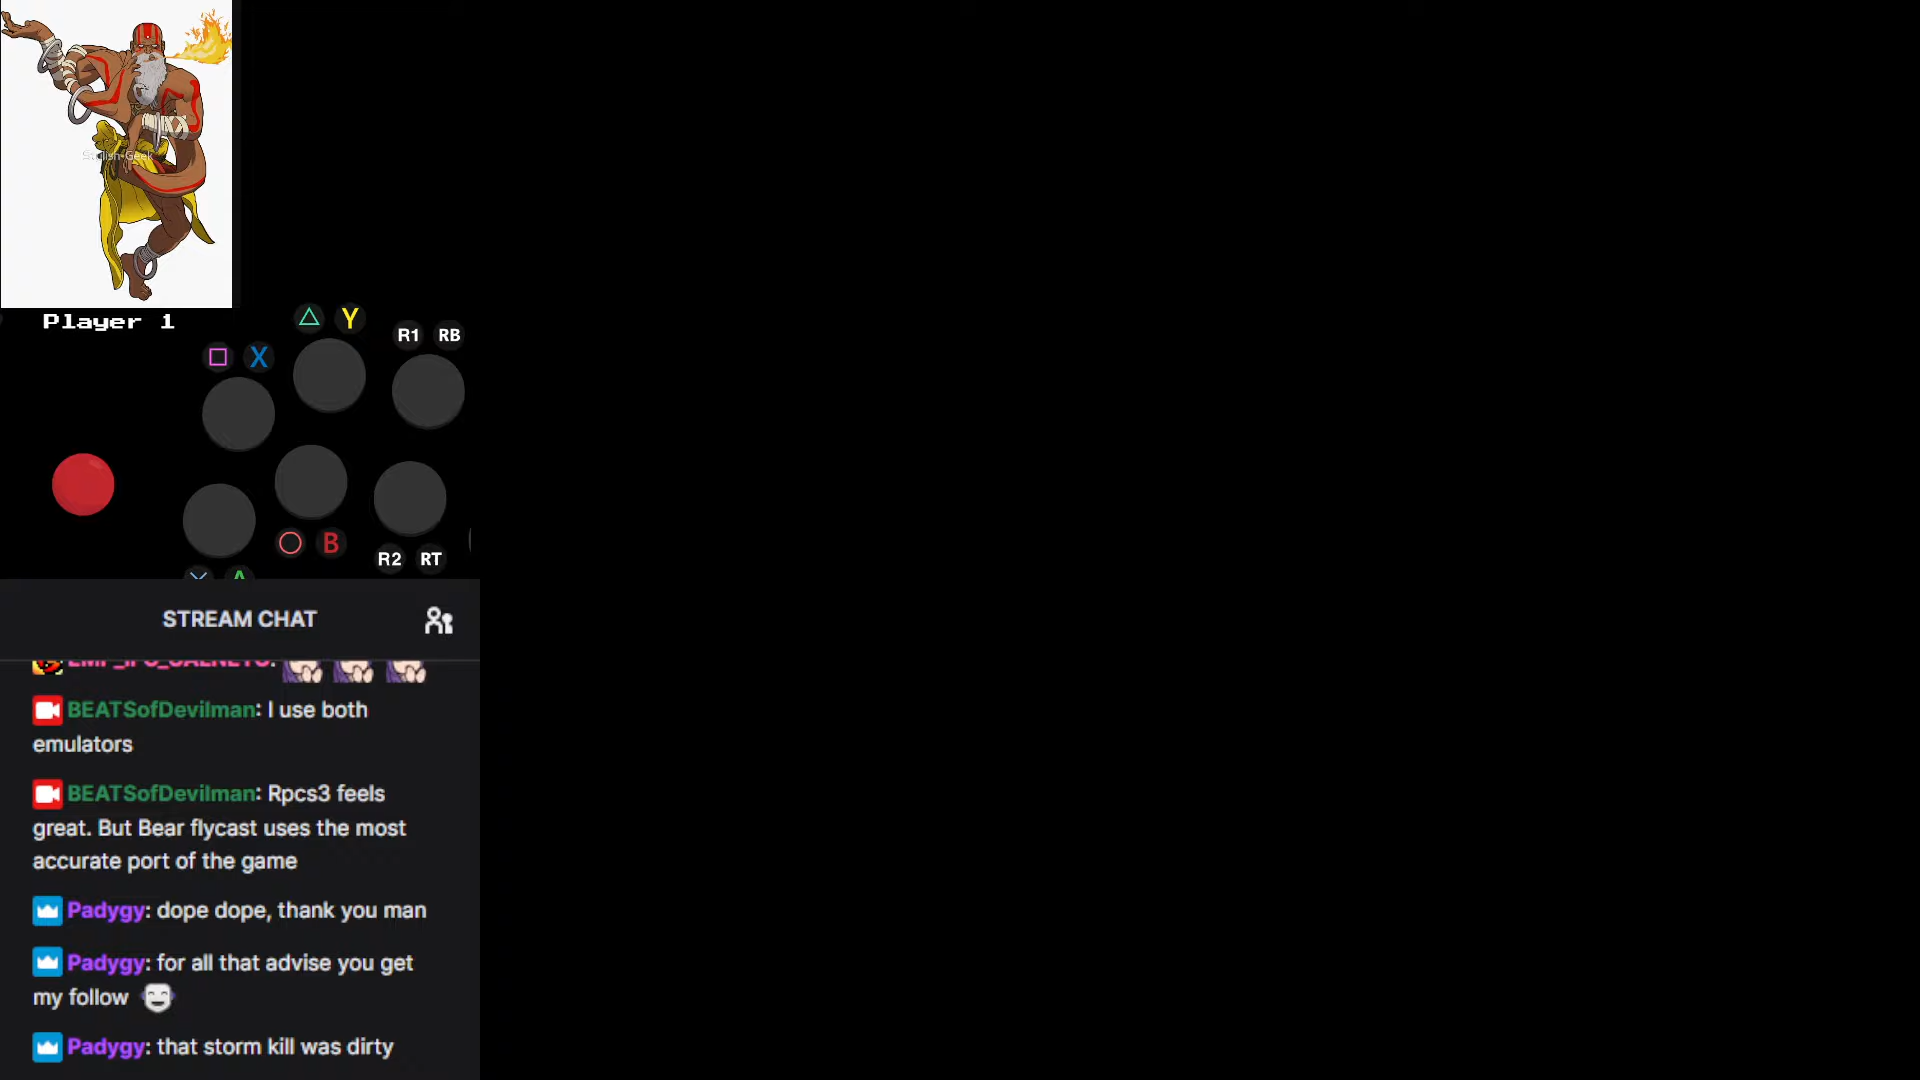 Player 1
Y
R1 RB
X
B
R2 RT
A
STREAM CHAT
BEATSofDevilman: I use both
emulators
BEATSofDevilman: Rpcs3 feels
great. But Bear flycast uses the most
accurate port of the game
Padygy: dope dope, thank you man
Padygy: for all that advise you get
my follow
Padygy: that storm kill was dirty